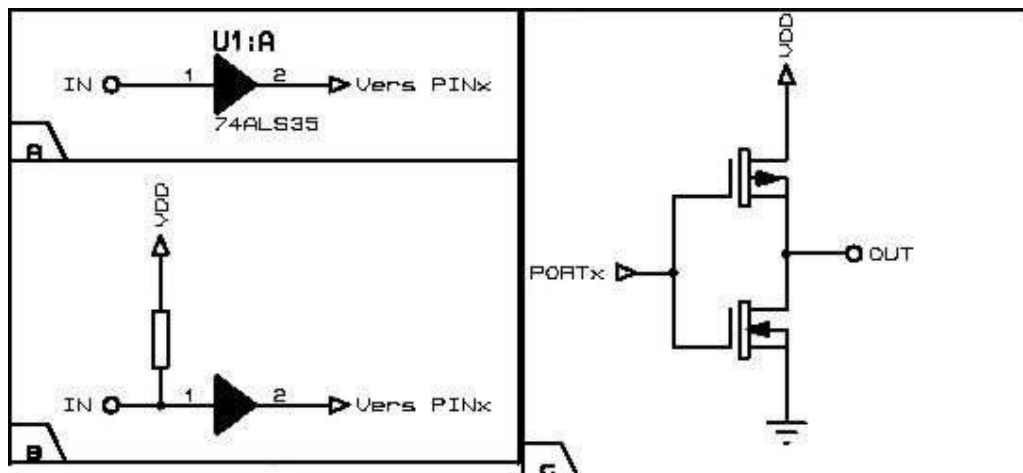 U1:A
IN 1 2 Vers PINx
74ALS35
A
VDD
IN 1 2 Vers PINx
B
VDD
PORTx OUT